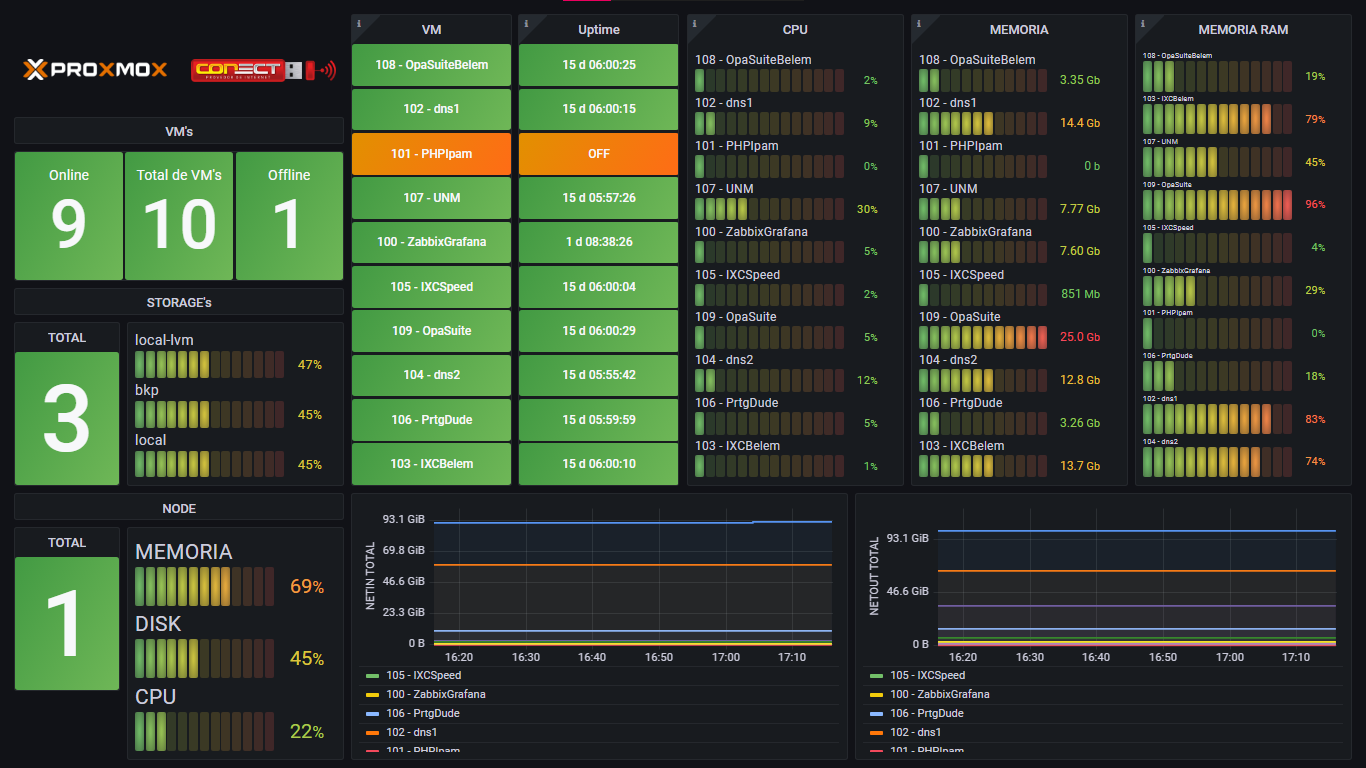 PROXMOX
CONECT
PROVEDOR DE INTERNET
VM's
Online
9
Total de VM's
10
Offline
1
STORAGE's
TOTAL
3
local-lvm
47%
bkp
45%
local
45%
NODE
TOTAL
1
MEMORIA
69%
DISK
45%
CPU
22%
VM
108 - OpaSuiteBelem
102 - dns1
101 - PHPIpam
107 - UNM
100 - ZabbixGrafana
105 - IXCSpeed
109 - OpaSuite
104 - dns2
106 - PrtgDude
103 - IXCBelem
Uptime
15 d 06:00:25
15 d 06:00:15
OFF
15 d 05:57:26
1 d 08:38:26
15 d 06:00:04
15 d 06:00:29
15 d 05:55:42
15 d 05:59:59
15 d 06:00:10
CPU
108 - OpaSuiteBelem
2%
102 - dns1
9%
101 - PHPIpam
0%
107 - UNM
30%
100 - ZabbixGrafana
5%
105 - IXCSpeed
2%
109 - OpaSuite
5%
104 - dns2
12%
106 - PrtgDude
5%
103 - IXCBelem
1%
MEMORIA
108 - OpaSuiteBelem
3.35 Gb
102 - dns1
14.4 Gb
101 - PHPIpam
0 b
107 - UNM
7.77 Gb
100 - ZabbixGrafana
7.60 Gb
105 - IXCSpeed
851 Mb
109 - OpaSuite
25.0 Gb
104 - dns2
12.8 Gb
106 - PrtgDude
3.26 Gb
103 - IXCBelem
13.7 Gb
MEMORIA RAM
108 - OpaSuiteBelem
19%
103 - IXCBelem
79%
107 - UNM
45%
109 - OpaSuite
96%
105 - IXCSpeed
4%
100 - ZabbixGrafana
29%
101 - PHPIpam
0%
106 - PrtgDude
18%
102 - dns1
83%
104 - dns2
74%
NETIN TOTAL
93.1 GiB
69.8 GiB
46.6 GiB
23.3 GiB
0 B
16:20 16:30 16:40 16:50 17:00 17:10
105 - IXCSpeed
100 - ZabbixGrafana
106 - PrtgDude
102 - dns1
101 - PHPIpam
NETOUT TOTAL
93.1 GiB
46.6 GiB
0 B
16:20 16:30 16:40 16:50 17:00 17:10
105 - IXCSpeed
100 - ZabbixGrafana
106 - PrtgDude
102 - dns1
101 - PHPIpam